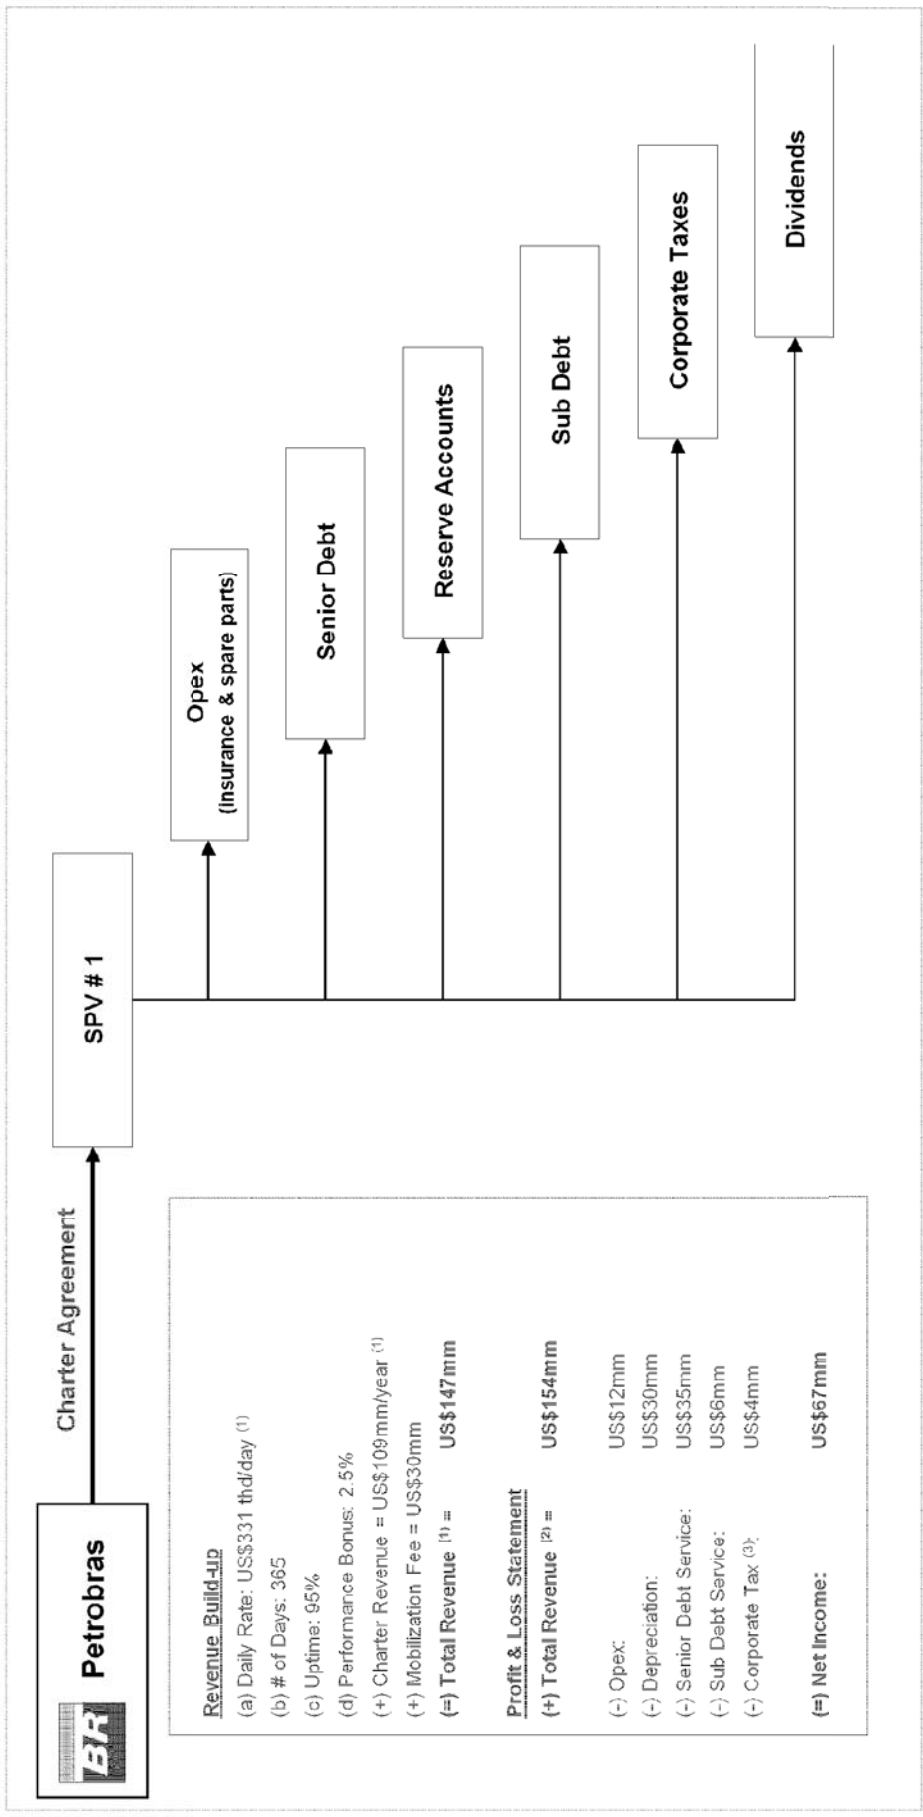 BR Petrobras
Charter Agreement
SPV # 1
Opex
(insurance & spare parts)
Senior Debt
Reserve Accounts
Sub Debt
Corporate Taxes
Dividends
Revenue Build-up
(a) Daily Rate: US$331 thd/day (1)
(b) # of Days: 365
(c) Uptime: 95%
(d) Performance Bonus: 2.5%
(+) Charter Revenue = US$109mm/year (1)
(+) Mobilization Fee = US$30mm
(=) Total Revenue (1) = US$147mm
Profit & Loss Statement
(+) Total Revenue (2) = US$154mm
(-) Opex: US$12mm
(-) Depreciation: US$30mm
(-) Senior Debt Service: US$35mm
(-) Sub Debt Service: US$6mm
(-) Corporate Tax (3): US$4mm
(=) Net Income: US$67mm